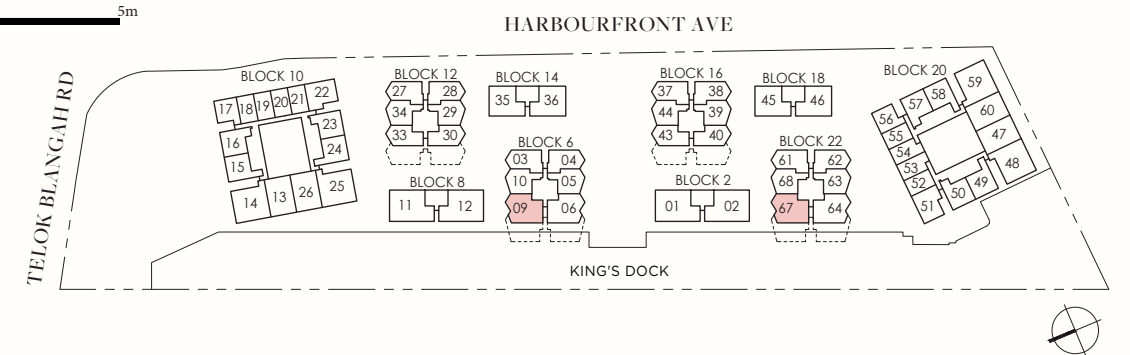 5m
HARBOURFRONT AVE
TELOK BLANGAH RD
BLOCK 10
17 18 19 20 21 22
16 23
15 24
14 13 26 25
BLOCK 12
27 28
34 29
33 30
BLOCK 14
35 36
BLOCK 16
37 38
44 39
43 40
BLOCK 18
45 46
BLOCK 20
56 57 58 59
55 60
54 47
53 48
52 50 49
51
BLOCK 6
03 04
10 05
09 06
BLOCK 8
11 12
BLOCK 2
01 02
BLOCK 22
61 62
68 63
67 64
KING'S DOCK